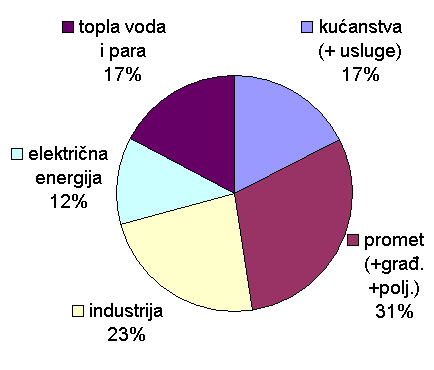 topla voda
i para
17%
kućanstva
(+ usluge)
17%
električna
energija
12%
promet
(+građ.
+polj.)
31%
industrija
23%